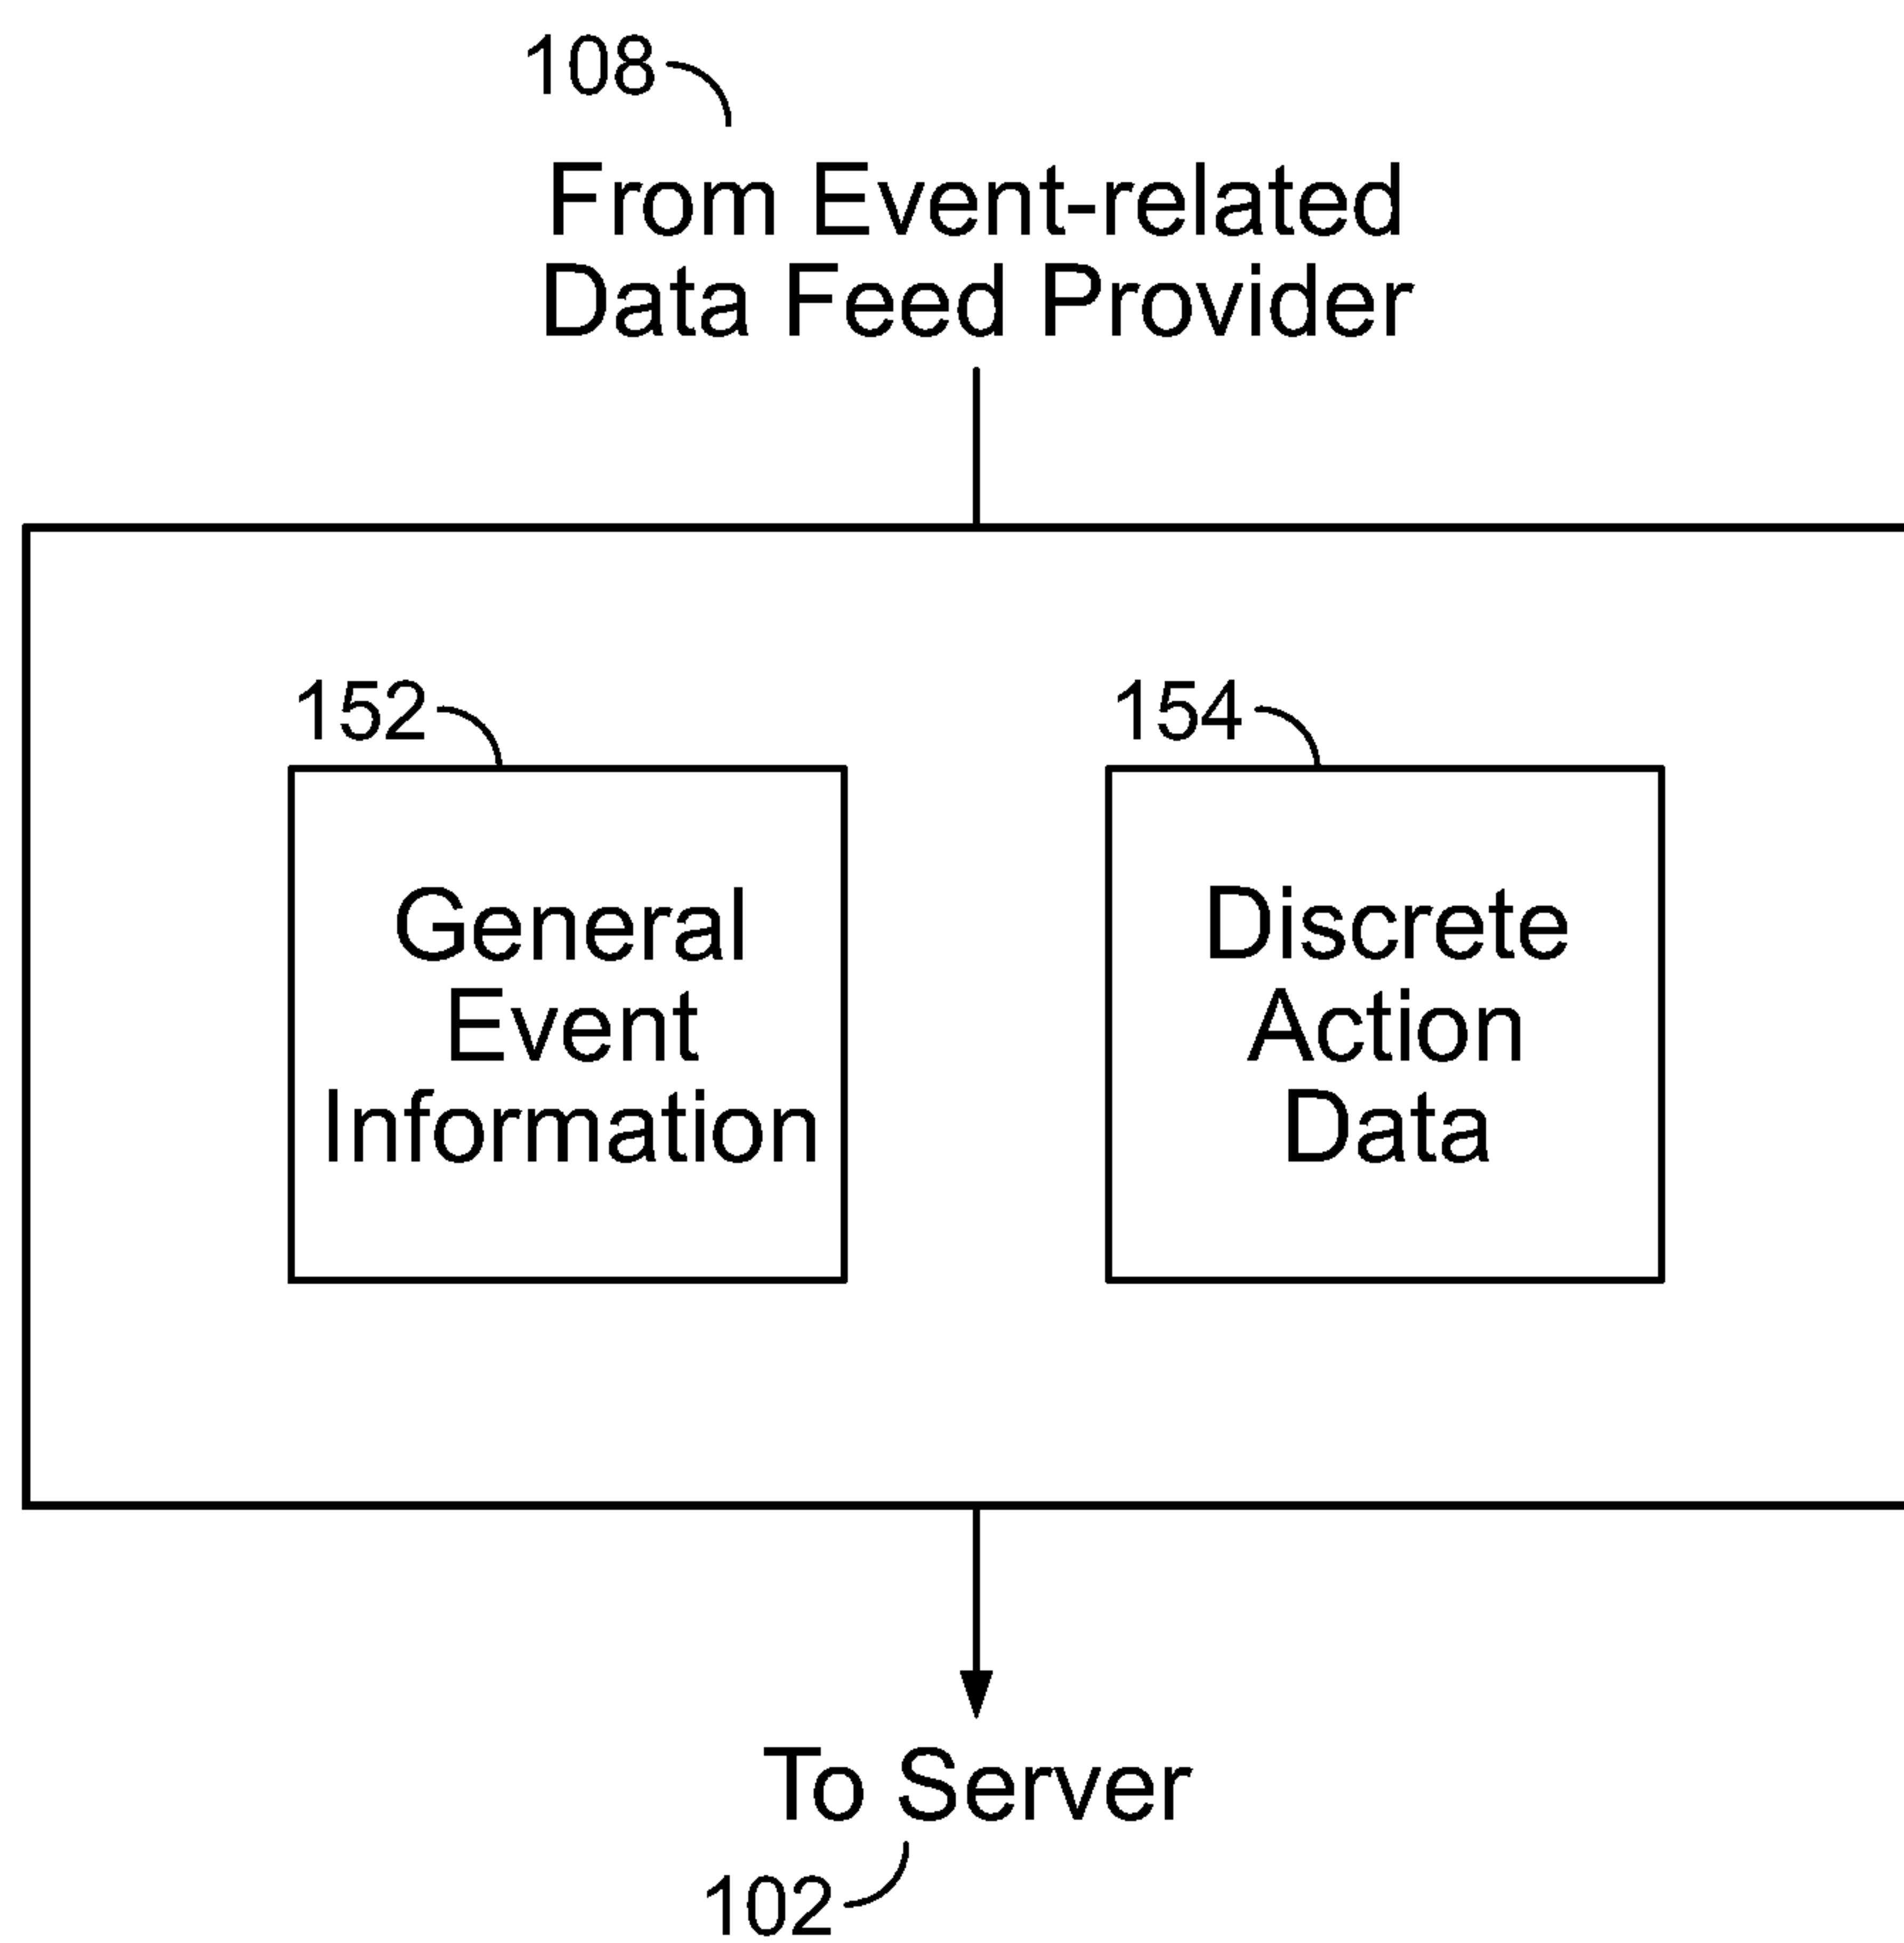 108
From Event-related
Data Feed Provider
152
154
General
Event
Information
Discrete
Action
Data
To Server
102